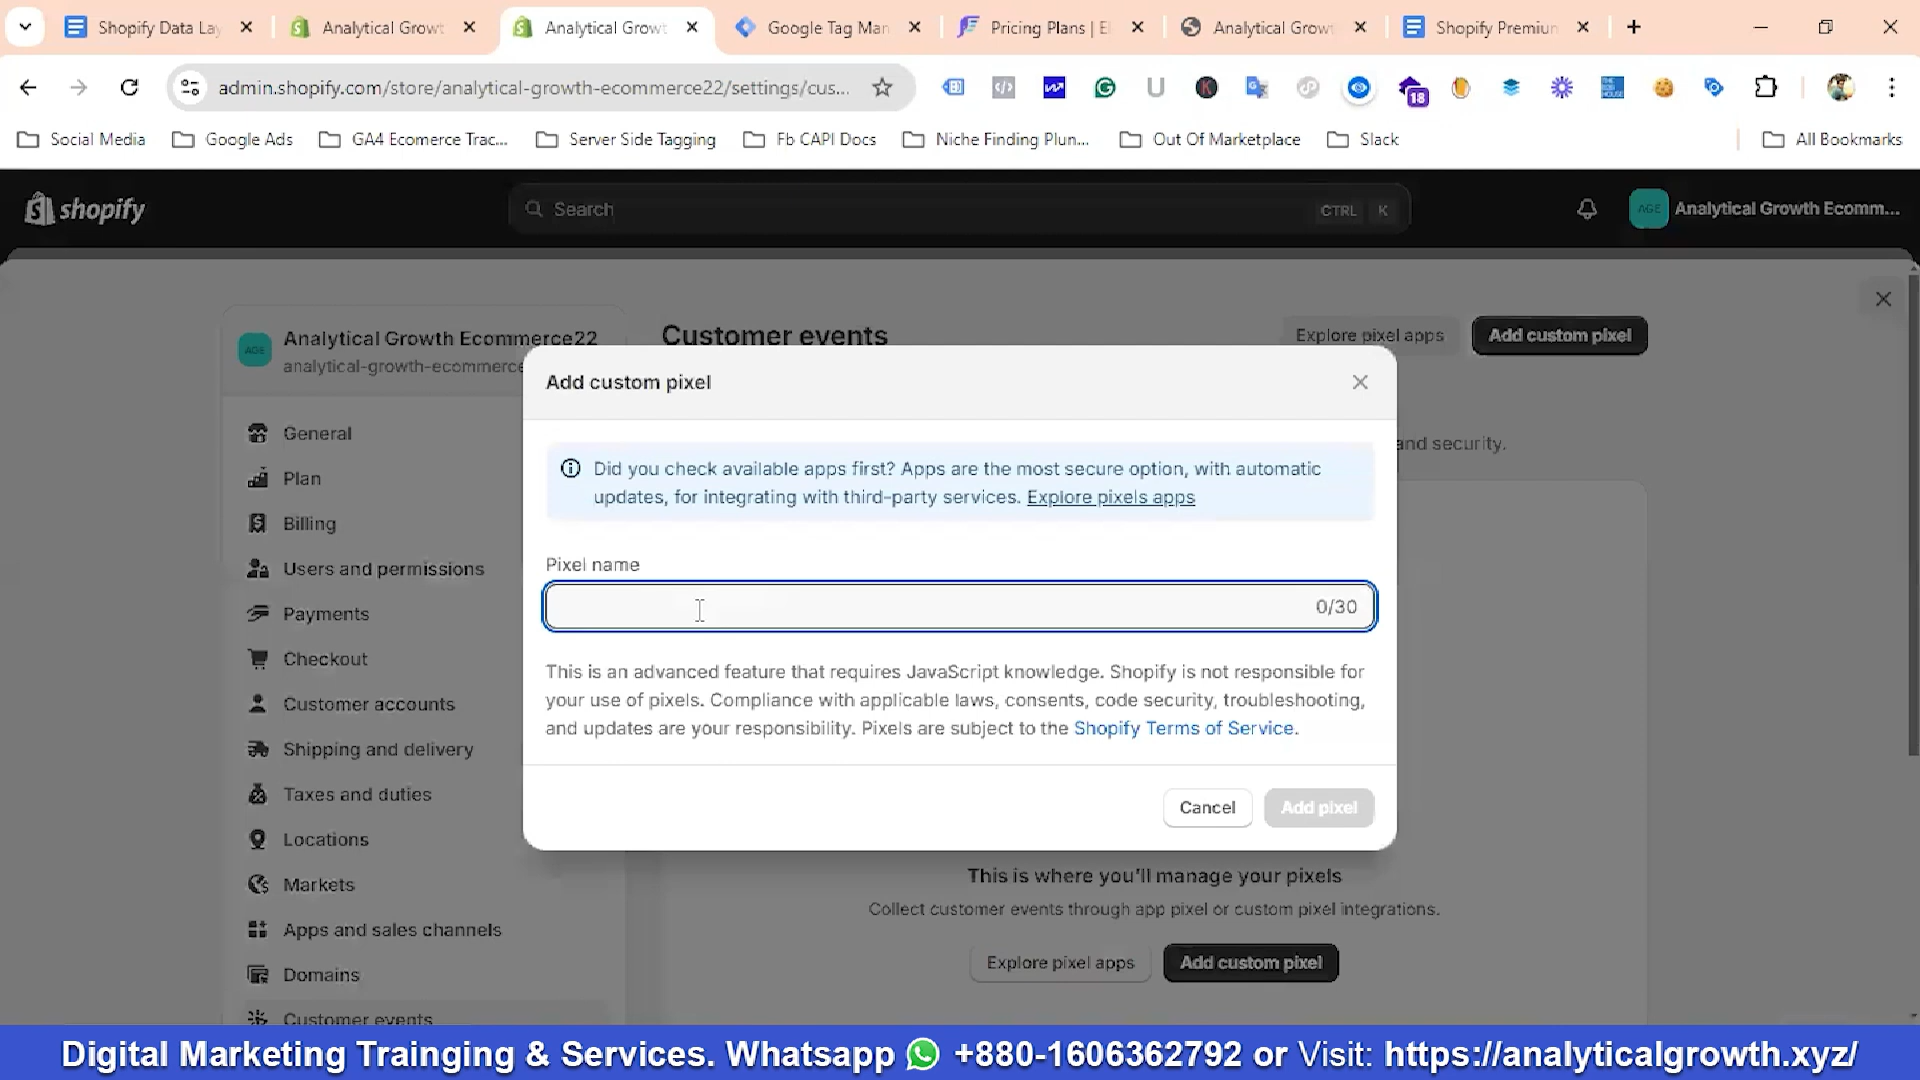 Shopify Data Lay
Analytical Growt
Analytical Growt
Google Tag Man
Pricing Plans | El
Analytical Growt
Shopify Premium
admin.shopify.com/store/analytical-growth-ecommerce22/settings/cus...
18
Social Media
Google Ads
GA4 Ecomerce Trac...
Server Side Tagging
Fb CAPI Docs
Niche Finding Plun...
Out Of Marketplace
Slack
All Bookmarks
shopify
Search
CTRL K
AGE
Analytical Growth Ecomm...
AGE
Analytical Growth Ecommerce22
analytical-growth-ecommerce
Customer events
Explore pixel apps
Add custom pixel
and security.
General
Plan
Billing
Users and permissions
Payments
Checkout
Customer accounts
Shipping and delivery
Taxes and duties
Locations
Markets
Apps and sales channels
Domains
Customer events
Add custom pixel
Did you check available apps first? Apps are the most secure option, with automatic
updates, for integrating with third-party services. Explore pixels apps
Pixel name
0/30
This is an advanced feature that requires JavaScript knowledge. Shopify is not responsible for
your use of pixels. Compliance with applicable laws, consents, code security, troubleshooting,
and updates are your responsibility. Pixels are subject to the Shopify Terms of Service.
Cancel
Add pixel
This is where you'll manage your pixels
Collect customer events through app pixel or custom pixel integrations.
Explore pixel apps
Add custom pixel
Digital Marketing Trainging & Services. Whatsapp +880-1606362792 or Visit: https://analyticalgrowth.xyz/